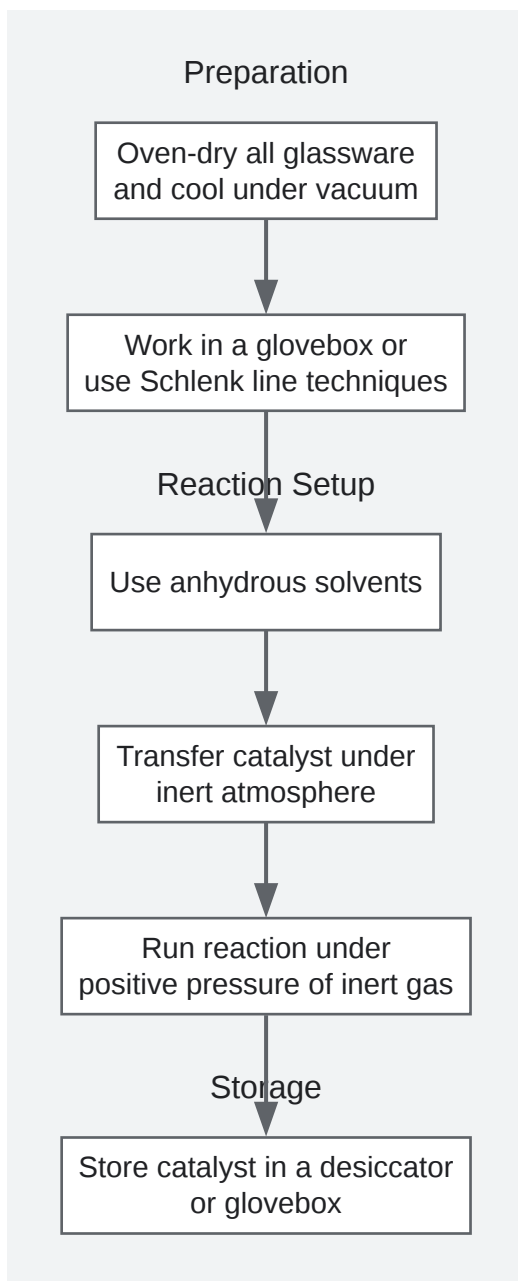 Preparation
Oven-dry all glassware
and cool under vacuum
Work in a glovebox or
use Schlenk line techniques
Reaction Setup
Use anhydrous solvents
Transfer catalyst under
inert atmosphere
Run reaction under
positive pressure of inert gas
Storage
Store catalyst in a desiccator
or glovebox